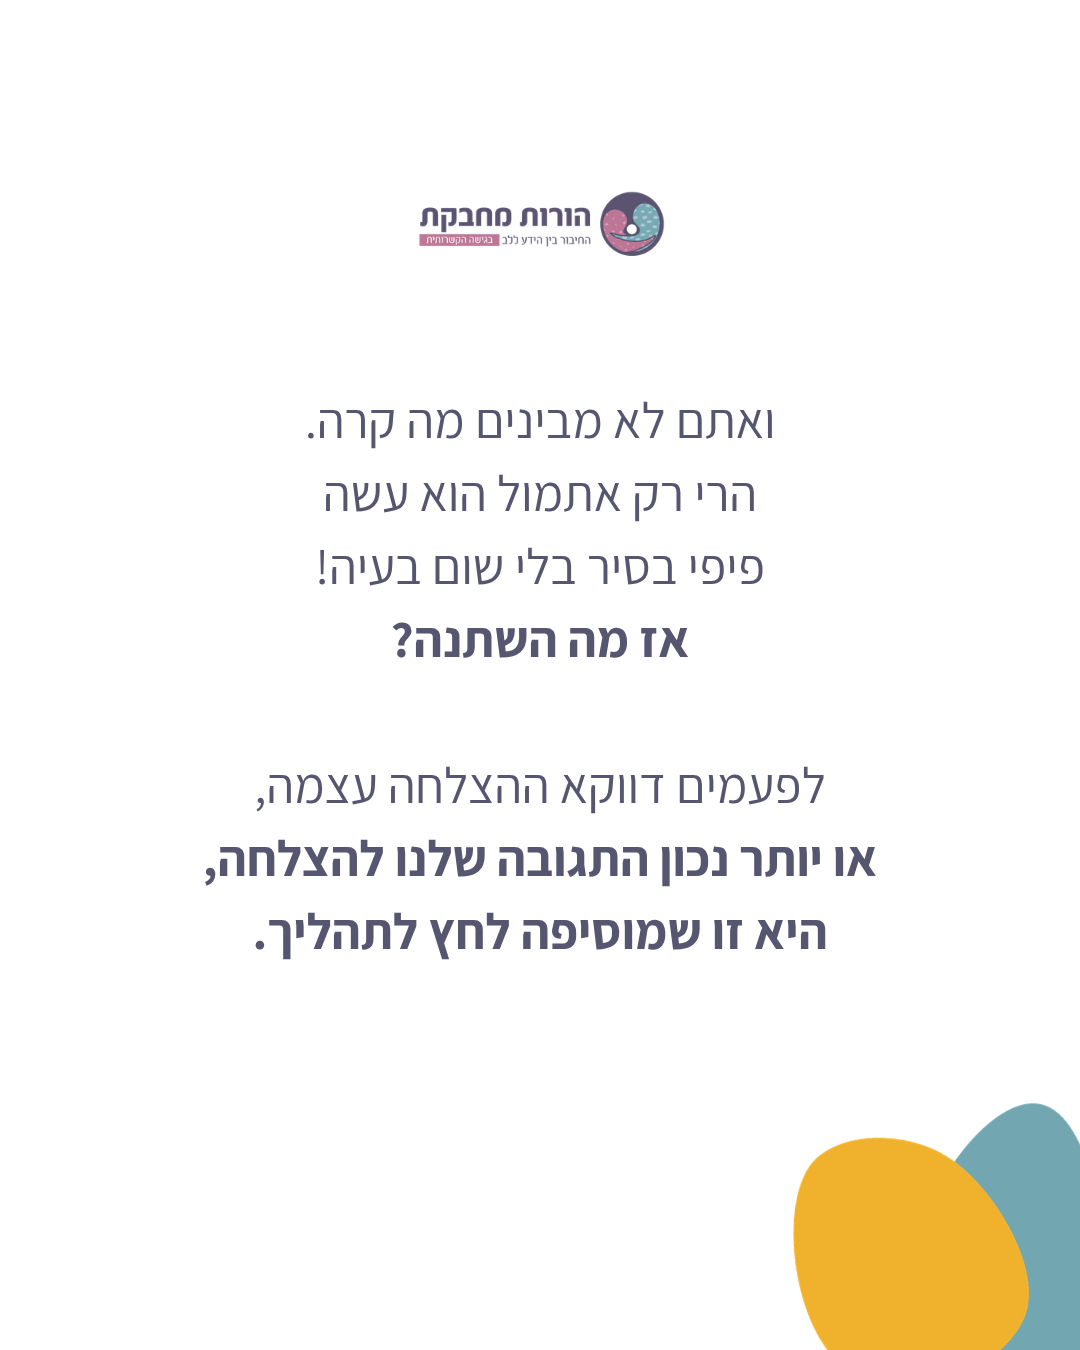 הורות מחבקת
החיבור בין הידע ללב בגישה הקשרותית
ואתם לא מבינים מה קרה.
הרי רק אתמול הוא עשה
פיפי בסיר בלי שום בעיה!
אז מה השתנה?
לפעמים דווקא ההצלחה עצמה,
או יותר נכון התגובה שלנו להצלחה,
היא זו שמוסיפה לחץ לתהליך.